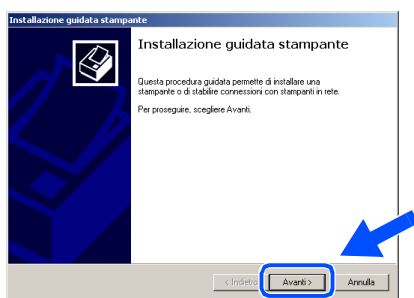 Installazione guidata stampante
Installazione guidata stampante
Questa procedura guidata permette di installare una
stampante o di stabilire connessioni con stampanti in rete.
Per proseguire, scegliere Avanti.
< Indietro Avanti > Annulla